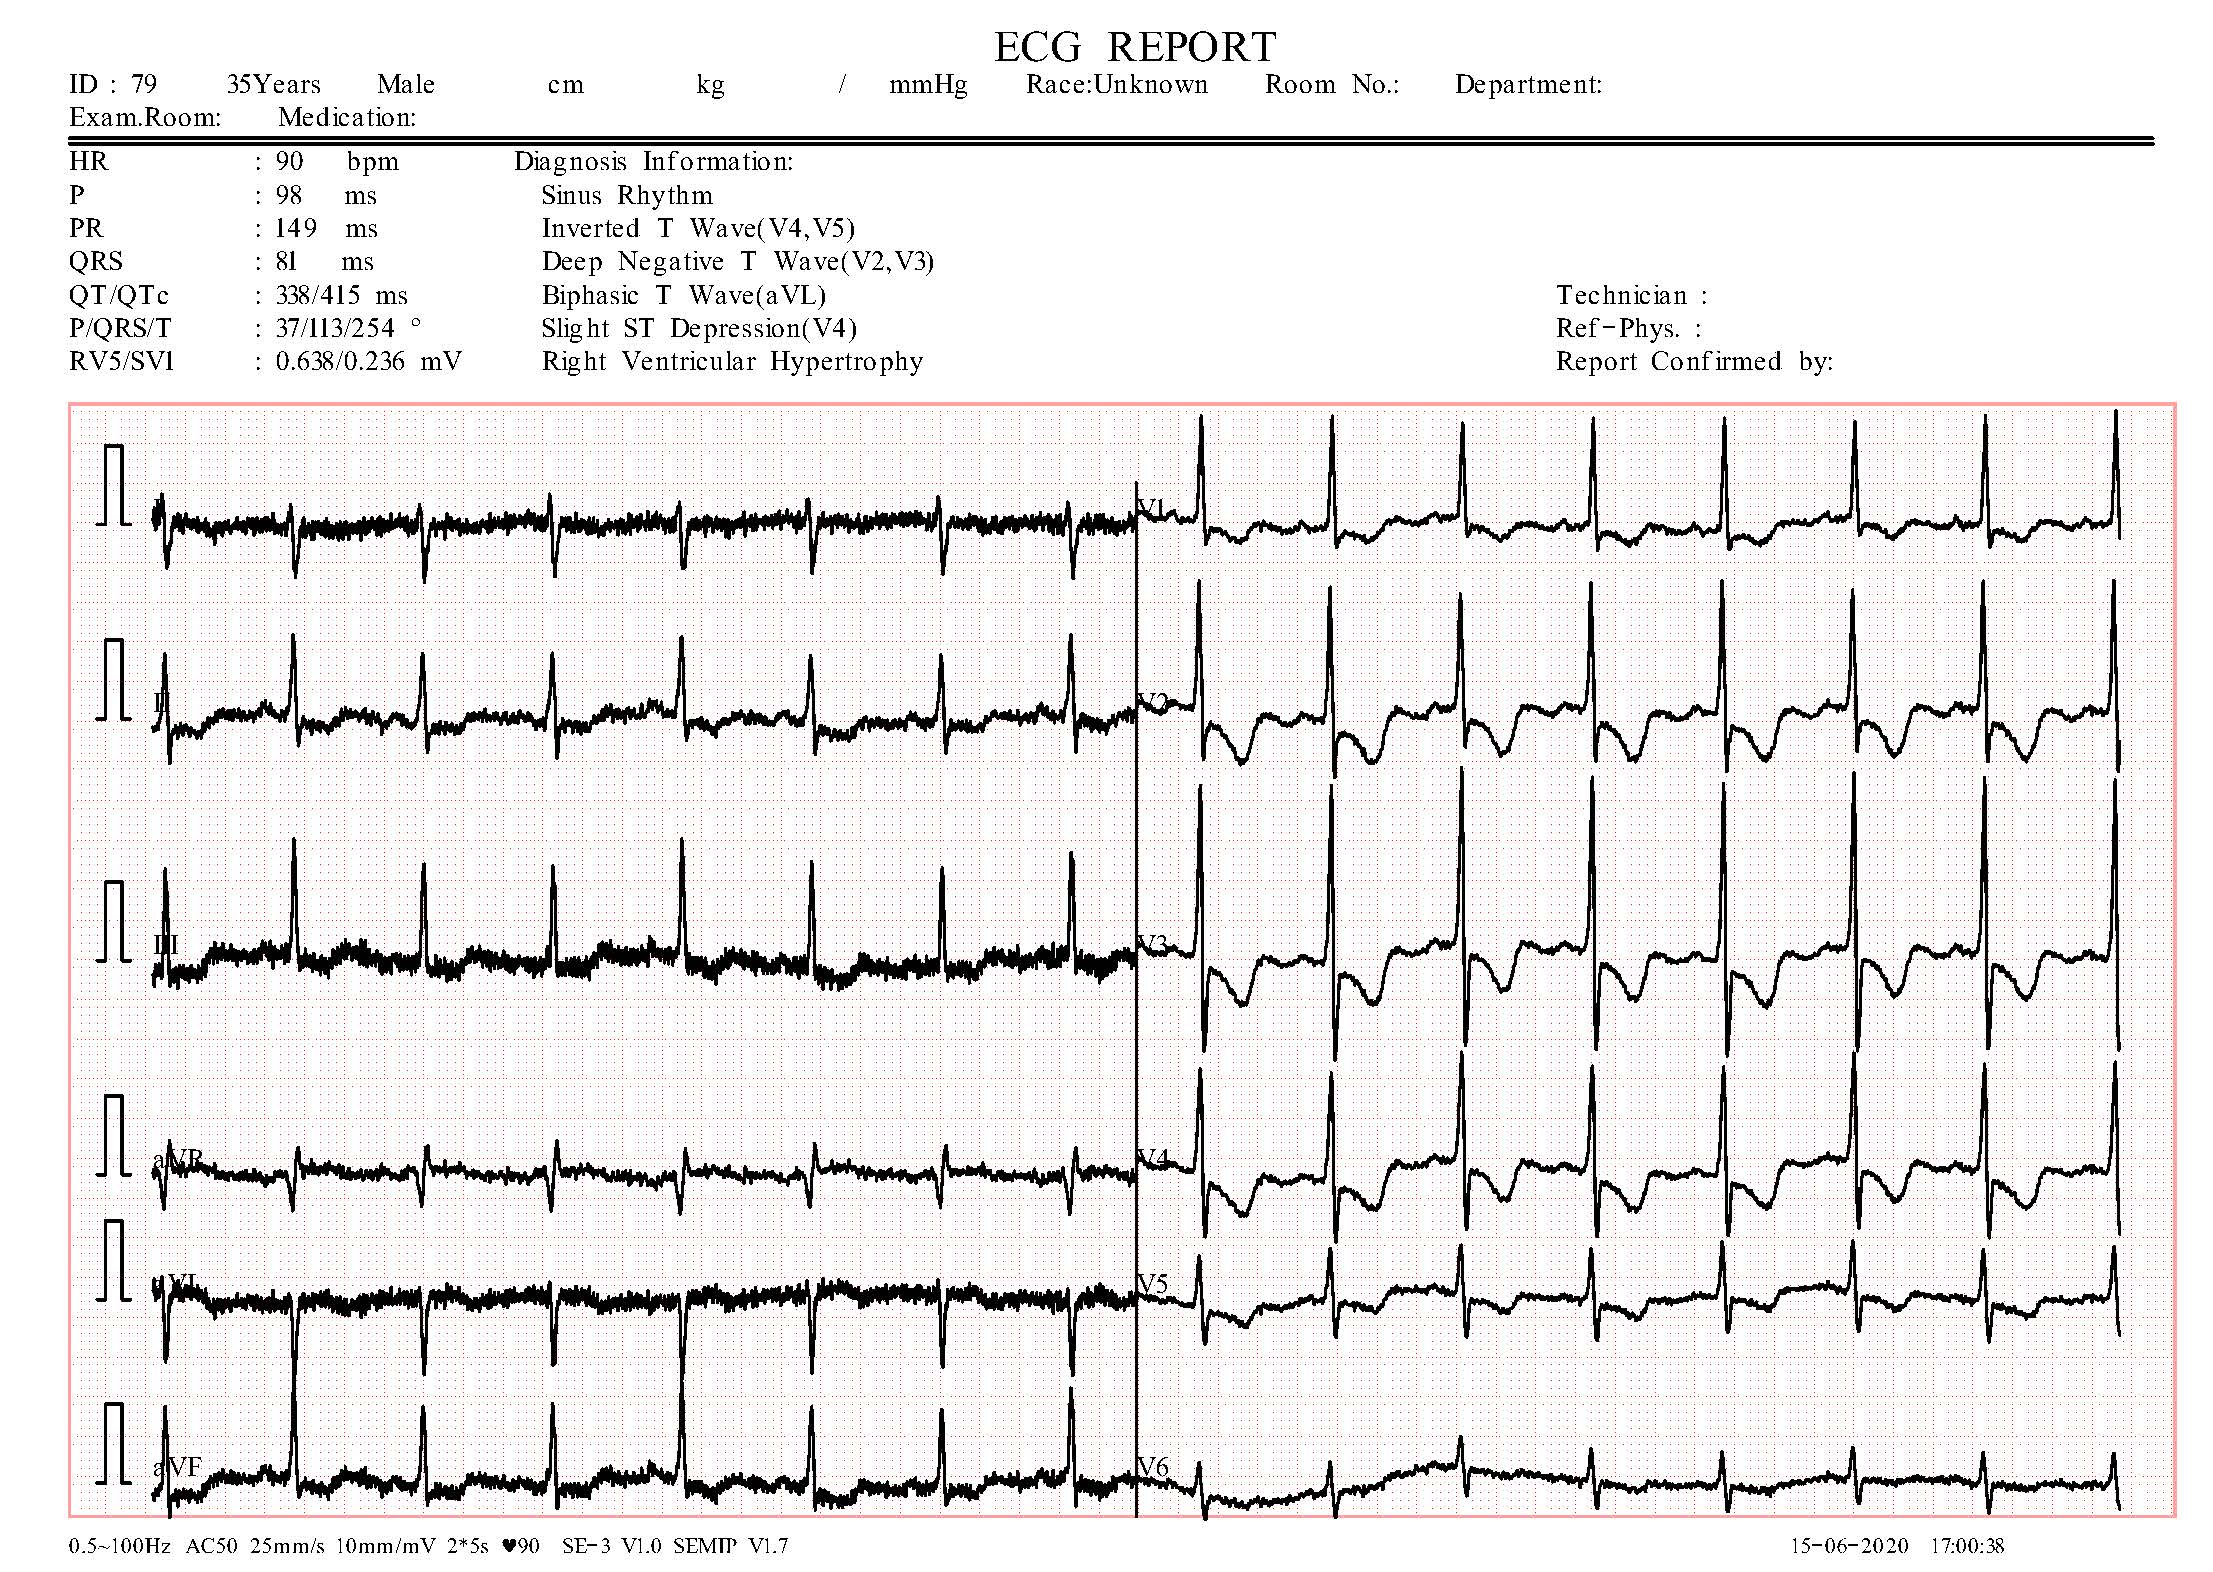 ECG REPORT
ID : 79 35Years Male cm kg / mmHg Race:Unknown Room No.: Department:
Exam.Room: Medication:
HR : 90 bpm Diagnosis Information:
P : 98 ms Sinus Rhythm
PR : 149 ms Inverted T Wave(V4,V5)
QRS : 81 ms Deep Negative T Wave(V2,V3)
QT/QTc : 338/415 ms Biphasic T Wave(aVL) Technician :
P/QRS/T : 37/113/254 ° Slight ST Depression(V4) Ref-Phys. :
RV5/SV1 : 0.638/0.236 mV Right Ventricular Hypertrophy Report Confirmed by:
I V1
II V2
III V3
aVR V4
aVL V5
aVF V6
0.5~100Hz AC50 25mm/s 10mm/mV 2*5s ♥90 SE-3 V1.0 SEMIP V1.7 15-06-2020 17:00:38